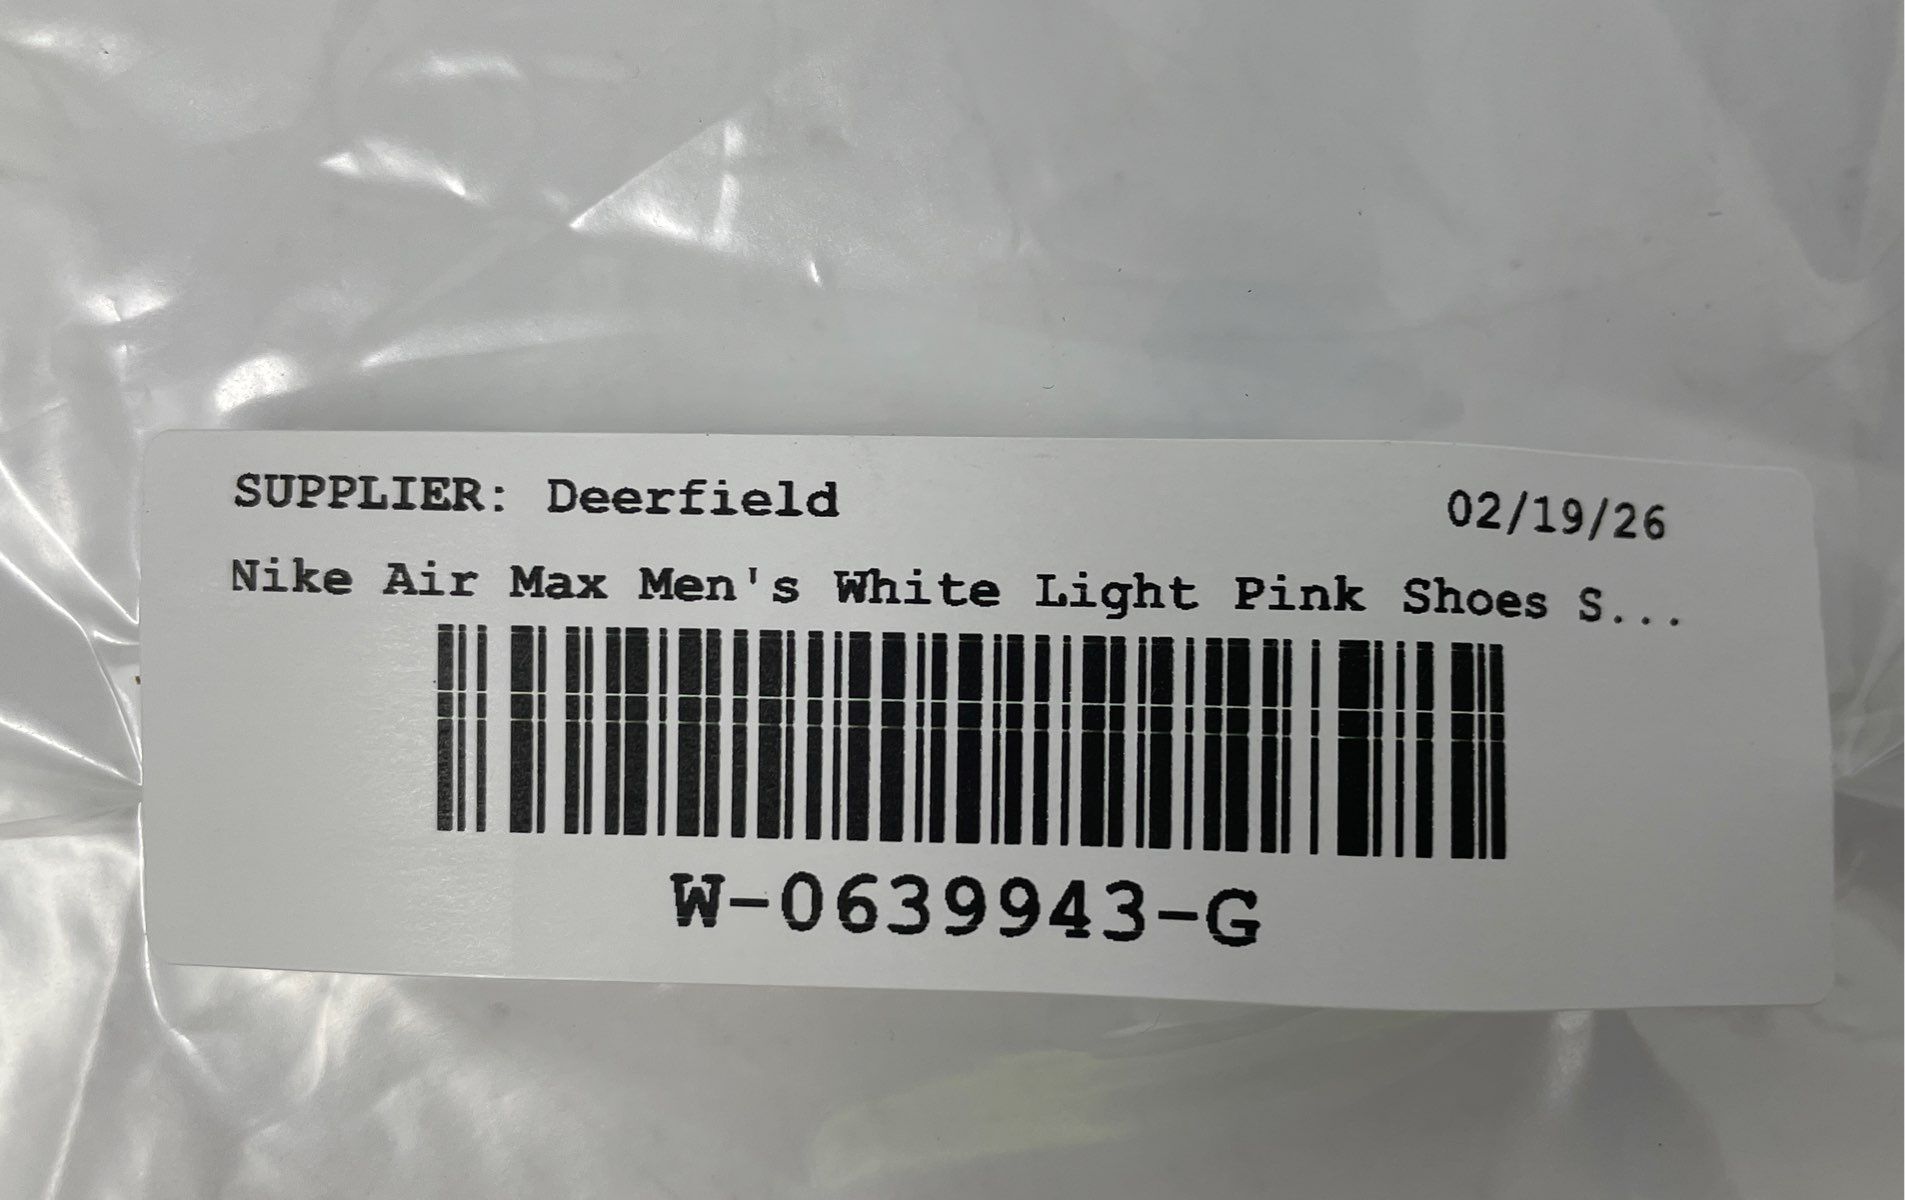 SUPPLIER: Deerfield 02/19/26
Nike Air Max Men's White Light Pink Shoes S...
W-0639943-G